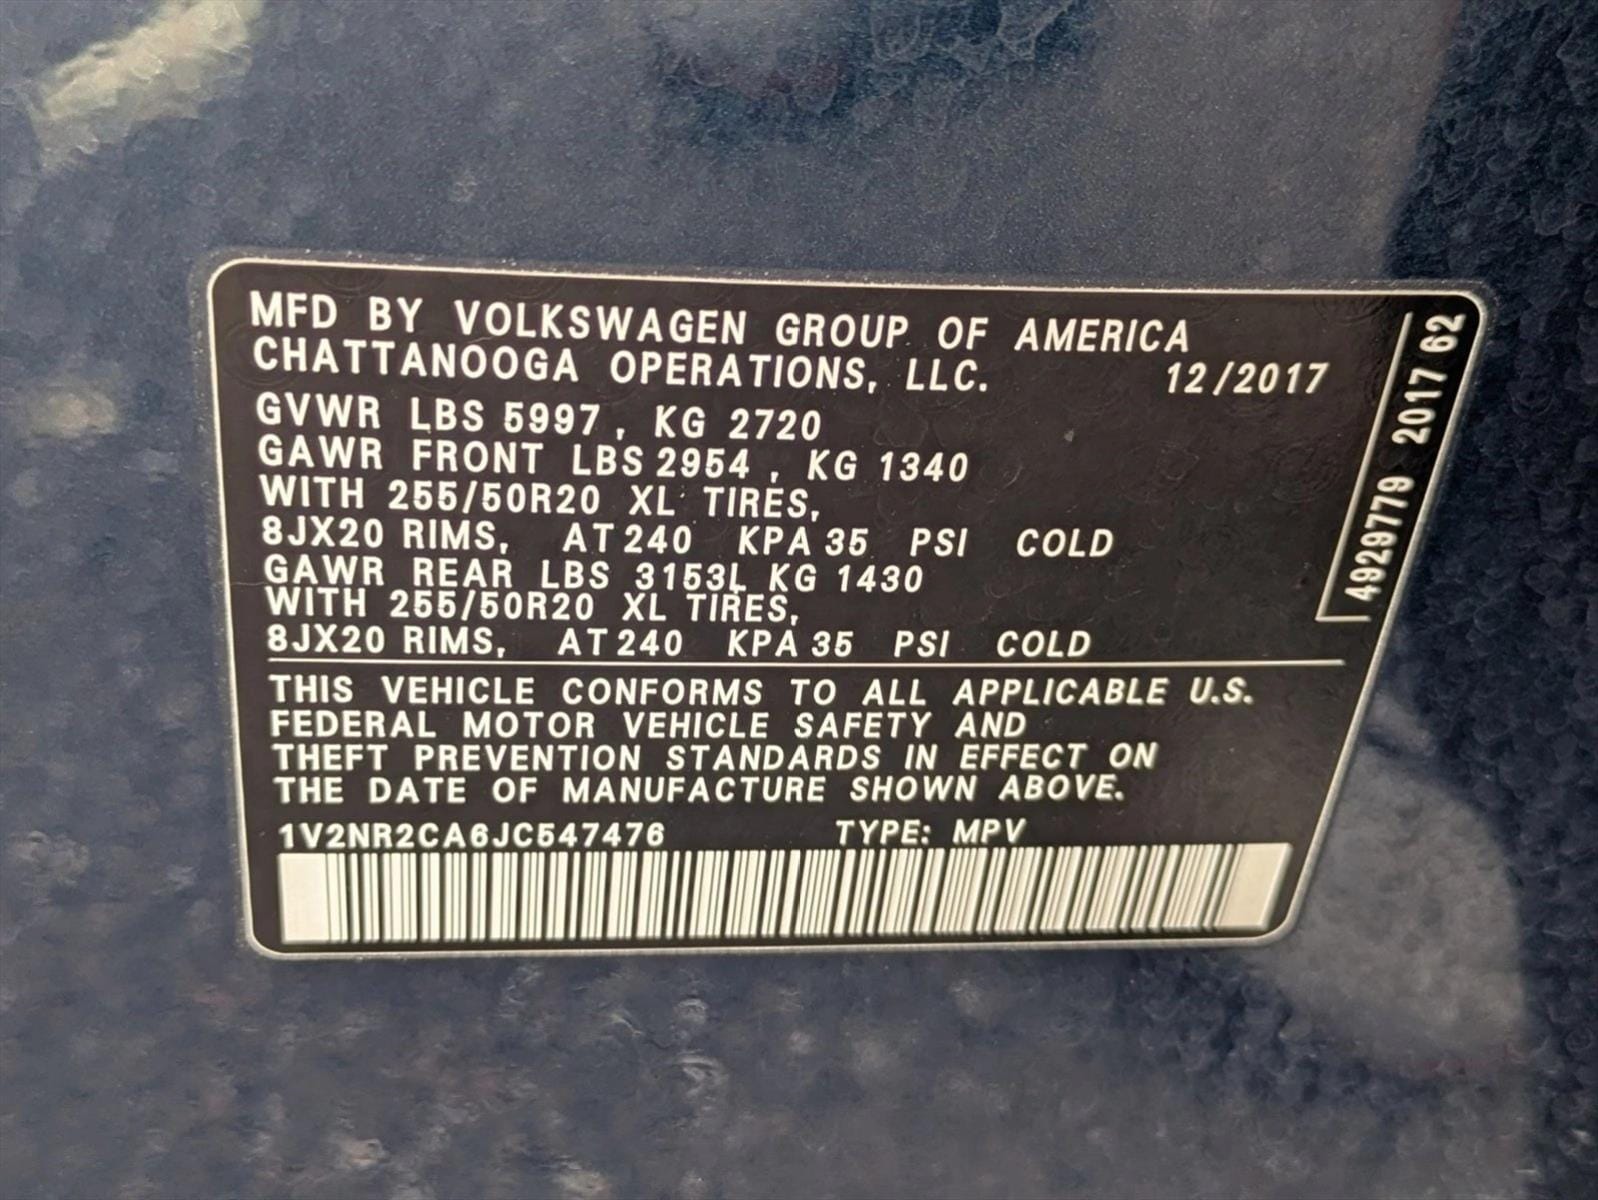 MFD BY VOLKSWAGEN GROUP OF AMERICA
CHATTANOOGA OPERATIONS, LLC. 12/2017
GVWR LBS 5997, KG 2720
GAWR FRONT LBS 2954, KG 1340
WITH 255/50R20 XL TIRES,
8JX20 RIMS, AT 240 KPA 35 PSI COLD
GAWR REAR LBS 3153L KG 1430
WITH 255/50R20 XL TIRES,
8JX20 RIMS, AT 240 KPA 35 PSI COLD
THIS VEHICLE CONFORMS TO ALL APPLICABLE U.S.
FEDERAL MOTOR VEHICLE SAFETY AND
THEFT PREVENTION STANDARDS IN EFFECT ON
THE DATE OF MANUFACTURE SHOWN ABOVE.
1V2NR2CA6JC547476 TYPE: MPV
4929779 2017 62